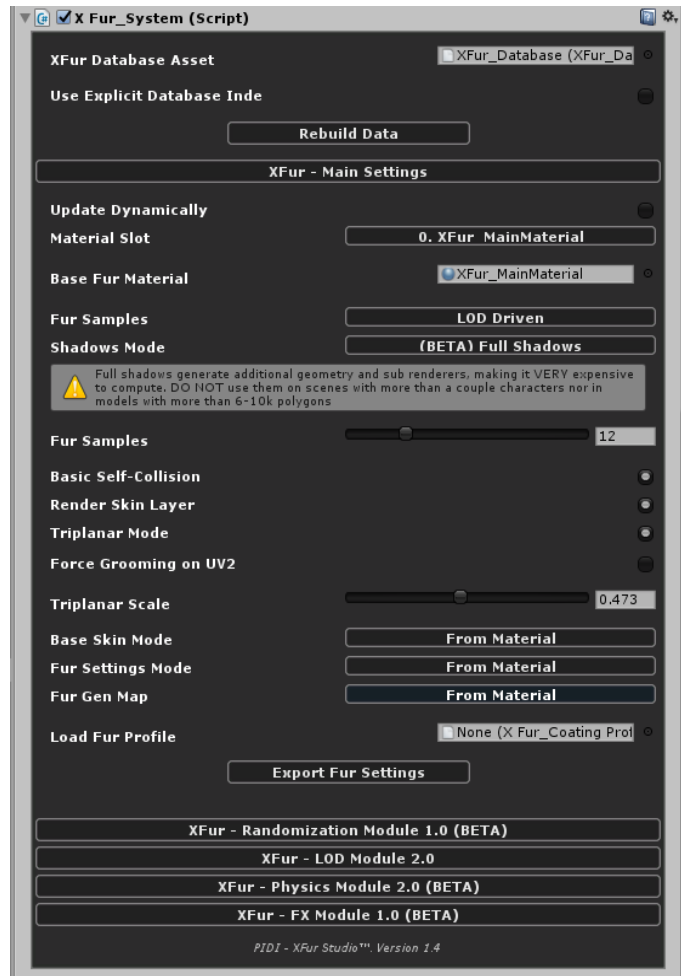 X Fur_System (Script)
XFur Database Asset XFur_Database (XFur_Da
Use Explicit Database Inde
Rebuild Data
XFur - Main Settings
Update Dynamically
Material Slot 0. XFur_MainMaterial
Base Fur Material XFur_MainMaterial
Fur Samples LOD Driven
Shadows Mode (BETA) Full Shadows
Full shadows generate additional geometry and sub renderers, making it VERY expensive
to compute. DO NOT use them on scenes with more than a couple characters nor in
models with more than 6-10k polygons
Fur Samples 12
Basic Self-Collision
Render Skin Layer
Triplanar Mode
Force Grooming on UV2
Triplanar Scale 0.473
Base Skin Mode From Material
Fur Settings Mode From Material
Fur Gen Map From Material
Load Fur Profile None (X Fur_Coating Prof
Export Fur Settings
XFur - Randomization Module 1.0 (BETA)
XFur - LOD Module 2.0
XFur - Physics Module 2.0 (BETA)
XFur - FX Module 1.0 (BETA)
PIDI - XFur Studio™. Version 1.4